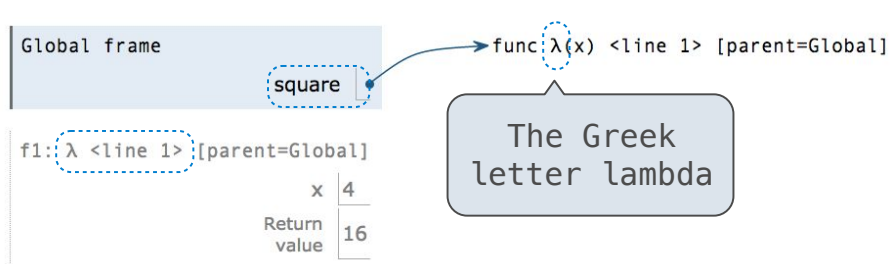 Global frame
square
func λ(x) <line 1> [parent=Global]
The Greek
letter lambda
f1: λ <line 1> [parent=Global]
x 4
Return
value 16